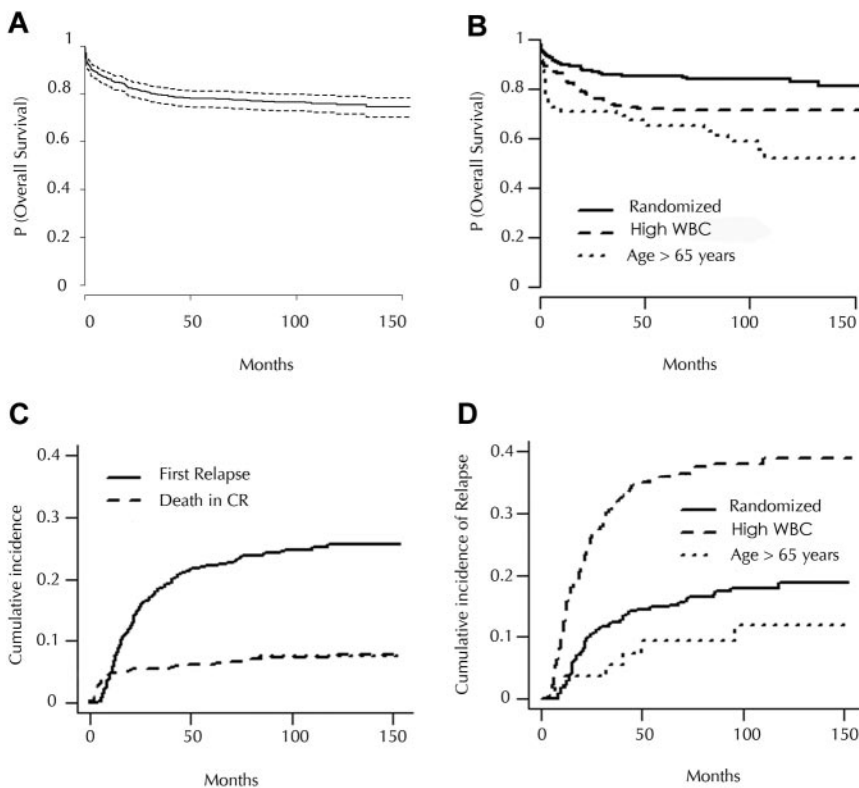 A
1
0.8
0.6
0.4
0.2
0
P (Overall Survival)
0 50 100 150
Months
B
1
0.8
0.6
0.4
0.2
0
P (Overall Survival)
Randomized
High WBC
Age > 65 years
0 50 100 150
Months
C
0.4
0.3
0.2
0.1
0
Cumulative incidence
First Relapse
Death in CR
0 50 100 150
Months
D
0.4
0.3
0.2
0.1
0
Cumulative incidence of Relapse
Randomized
High WBC
Age > 65 years
0 50 100 150
Months